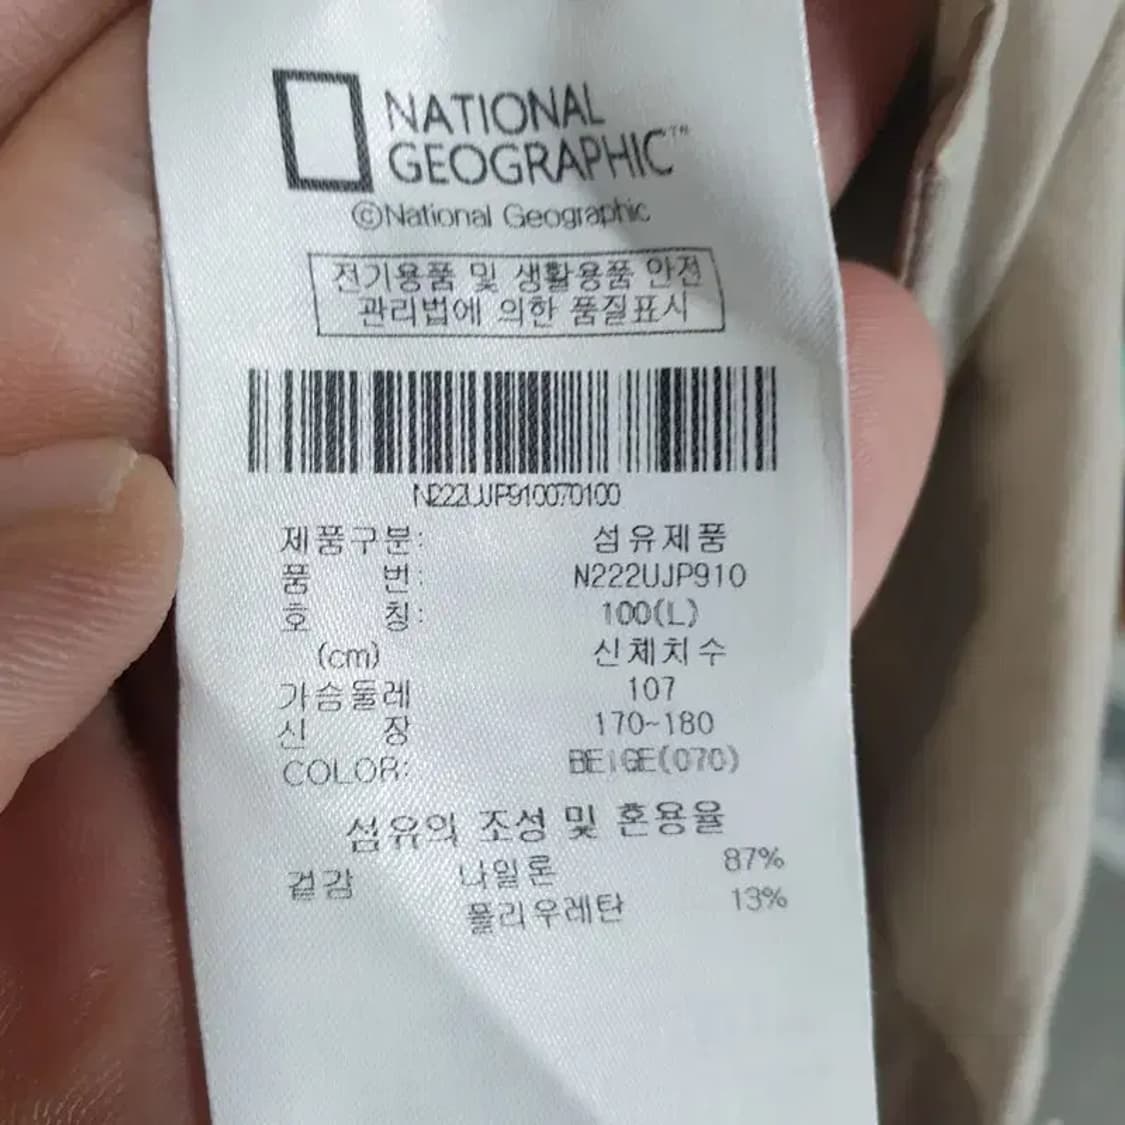 NATIONAL
GEOGRAPHIC™
©National Geographic
전기용품 및 생활용품 안전
관리법에 의한 품질표시
N222UJP910070100
제품구분: 섬유제품
품 번: N222UJP910
호 칭: 100(L)
(cm) 신체치수
가슴둘레 107
신 장 170~180
COLOR: BEIGE(070)
섬유의 조성 및 혼용율
겉감 나일론 87%
폴리우레탄 13%